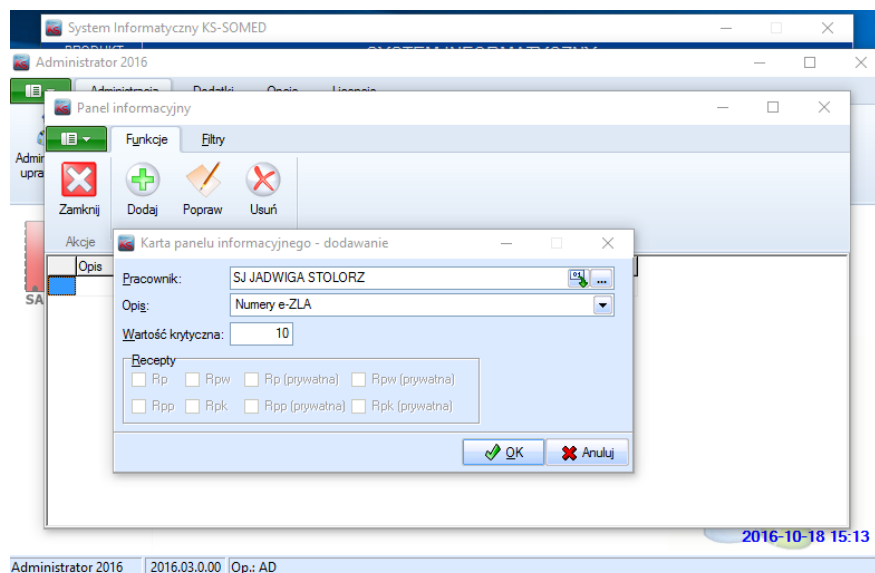 System Informatyczny KS-SOMED
Administrator 2016
Panel informacyjny
Funkcje Filtry
Zamknij Dodaj Popraw Usuń
Akcje
Karta panelu informacyjnego - dodawanie
Opis
Pracownik: SJ JADWIGA STOLORZ ...
Opis: Numery e-ZLA
Wartość krytyczna: 10
Recepty
Rp Rpw Rp (prywatna) Rpw (prywatna)
Rpp Rpk Rpp (prywatna) Rpk (prywatna)
OK Anuluj
2016-10-18 15:13
Administrator 2016 2016.03.0.00 Op.: AD